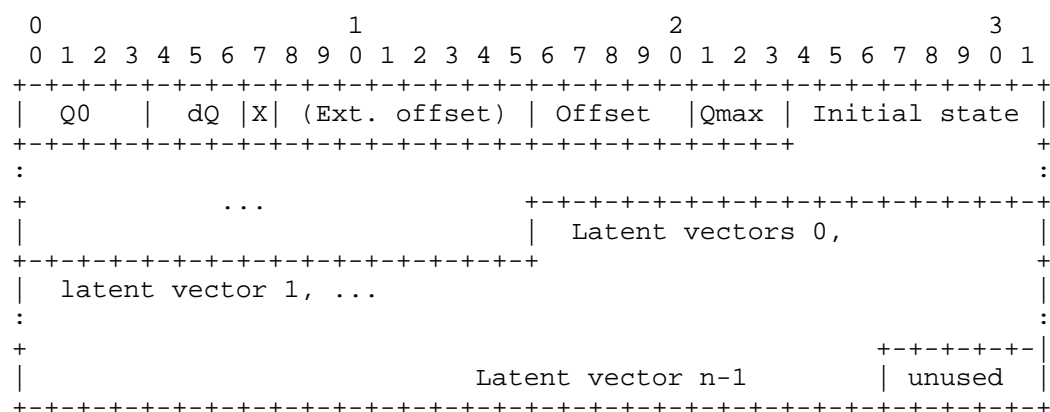 0                   1                   2                   3
 0 1 2 3 4 5 6 7 8 9 0 1 2 3 4 5 6 7 8 9 0 1 2 3 4 5 6 7 8 9 0 1
+-+-+-+-+-+-+-+-+-+-+-+-+-+-+-+-+-+-+-+-+-+-+-+-+-+-+-+-+-+-+-+-+
|  Q0   |  dQ |X| (Ext. offset) | Offset  |Qmax | Initial state |
+-+-+-+-+-+-+-+-+-+-+-+-+-+-+-+-+-+-+-+-+-+-+-+-+               +
:                                                               :
+            ...                +-+-+-+-+-+-+-+-+-+-+-+-+-+-+-+-+
|                               |  Latent vectors 0,            |
+-+-+-+-+-+-+-+-+-+-+-+-+-+-+-+-+                               +
|  latent vector 1, ...                                         |
:                                                               :
+                                                     +-+-+-+-+-|
|                            Latent vector n-1        | unused  |
+-+-+-+-+-+-+-+-+-+-+-+-+-+-+-+-+-+-+-+-+-+-+-+-+-+-+-+-+-+-+-+-+